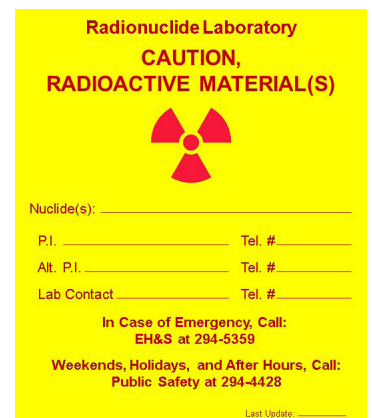 Radionuclide Laboratory
CAUTION,
RADIOACTIVE MATERIAL(S)
Nuclide(s):
P.I. Tel. #
Alt. P.I. Tel. #
Lab Contact Tel. #
In Case of Emergency, Call:
EH&S at 294-5359
Weekends, Holidays, and After Hours, Call:
Public Safety at 294-4428
Last Update: